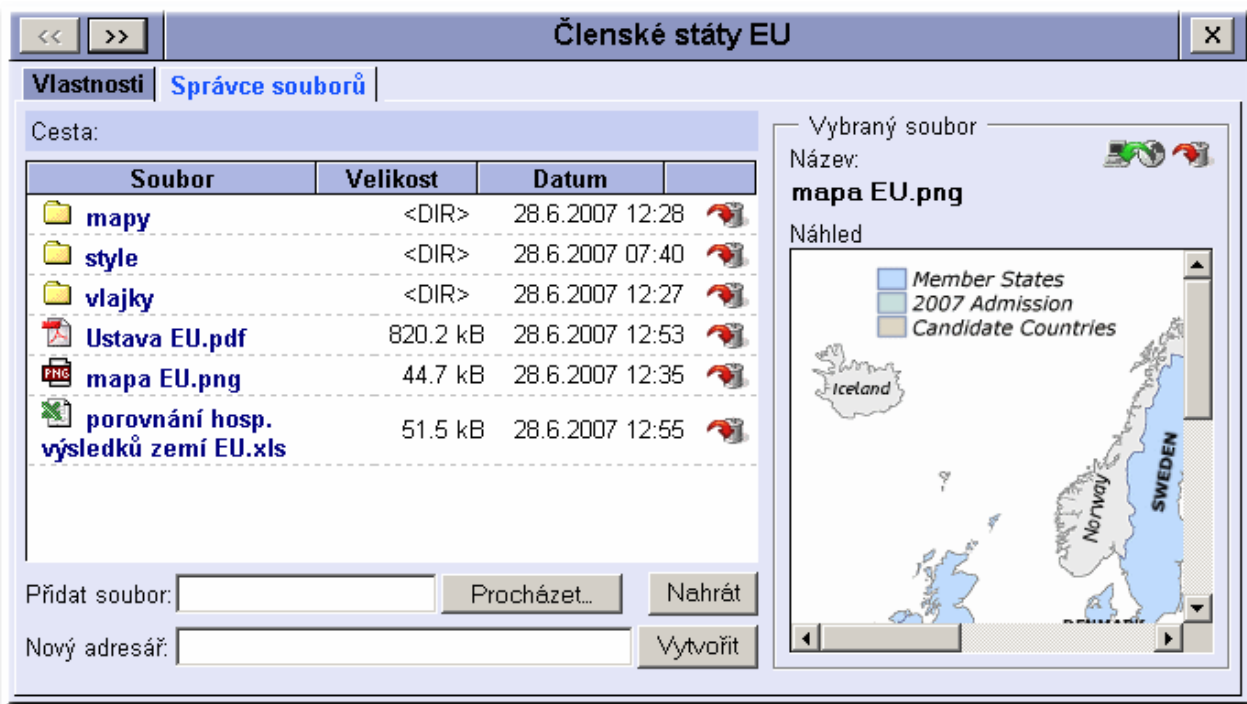 << >> Členské státy EU X
Vlastnosti Správce souborů
Cesta:
Soubor Velikost Datum
mapy <DIR> 28.6.2007 12:28
style <DIR> 28.6.2007 07:40
vlajky <DIR> 28.6.2007 12:27
Ustava EU.pdf 820.2 kB 28.6.2007 12:53
PNG mapa EU.png 44.7 kB 28.6.2007 12:35
porovnání hosp.
výsledků zemí EU.xls 51.5 kB 28.6.2007 12:55
Přidat soubor: Procházet... Nahrát
Nový adresář: Vytvořit
Vybraný soubor
Název:
mapa EU.png
Náhled
Member States
2007 Admission
Candidate Countries
Iceland
Norway
SWEDEN
DENMARK